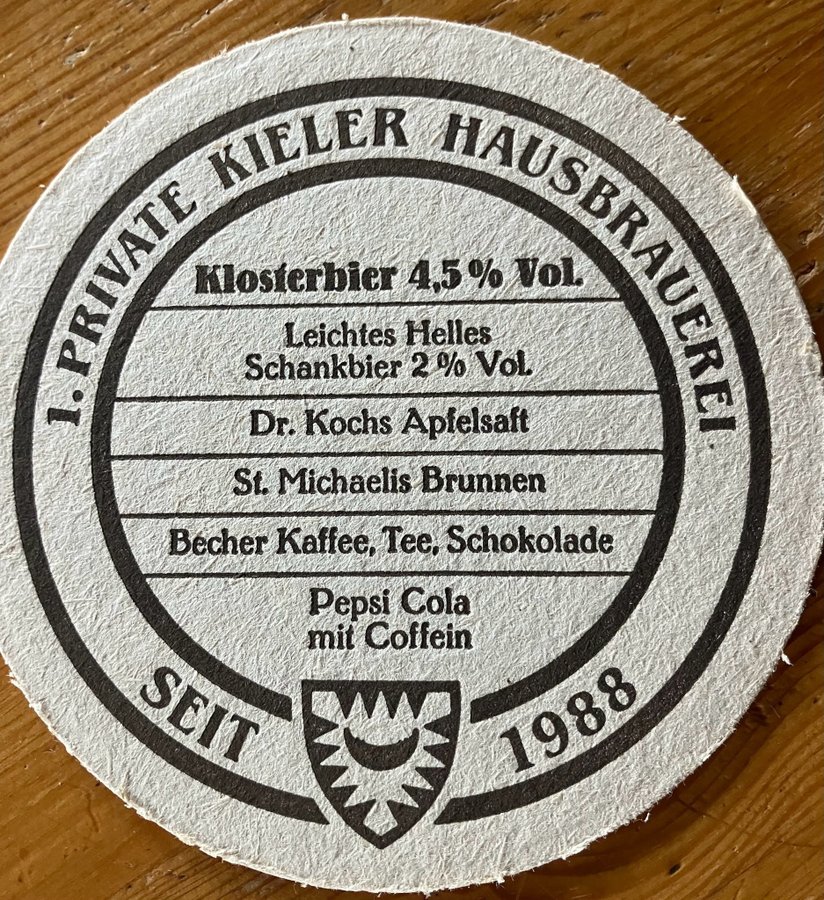 1. PRIVATE KIELER HAUSBRAUEREI
Klosterbier 4,5% Vol.
Leichtes Helles
Schankbier 2% Vol.
Dr. Kochs Apfelsaft
St. Michaelis Brunnen
Becher Kaffee, Tee, Schokolade
Pepsi Cola
mit Coffein
SEIT 1988